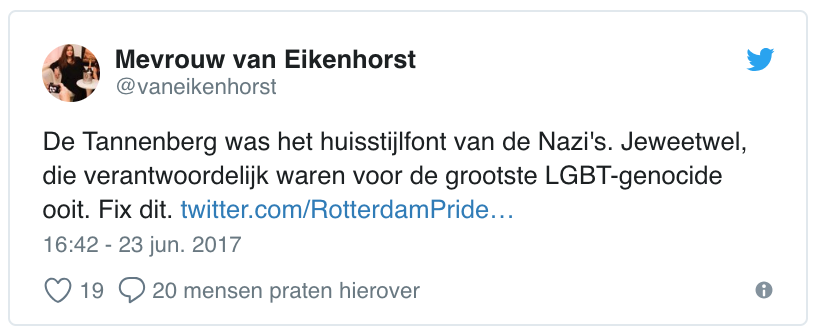 Mevrouw van Eikenhorst
@vaneikenhorst
De Tannenberg was het huisstijlfont van de Nazi's. Jeweetwel,
die verantwoordelijk waren voor de grootste LGBT-genocide
ooit. Fix dit. twitter.com/RotterdamPride…
16:42 - 23 jun. 2017
19 20 mensen praten hierover